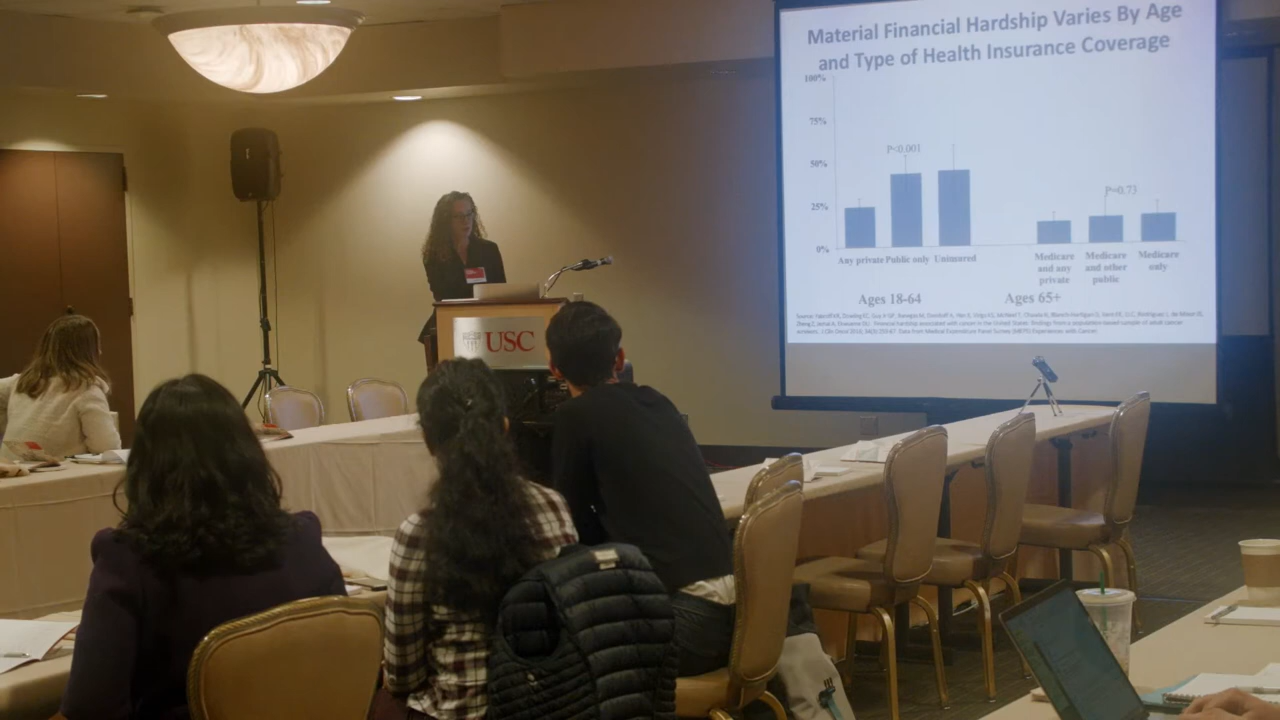 Material Financial Hardship Varies By Age
and Type of Health Insurance Coverage
100%
75%
50%
25%
0%
P<0.001
P=0.73
Any private Public only Uninsured
Medicare and any private
Medicare and other public
Medicare only
Ages 18-64
Ages 65+
USC